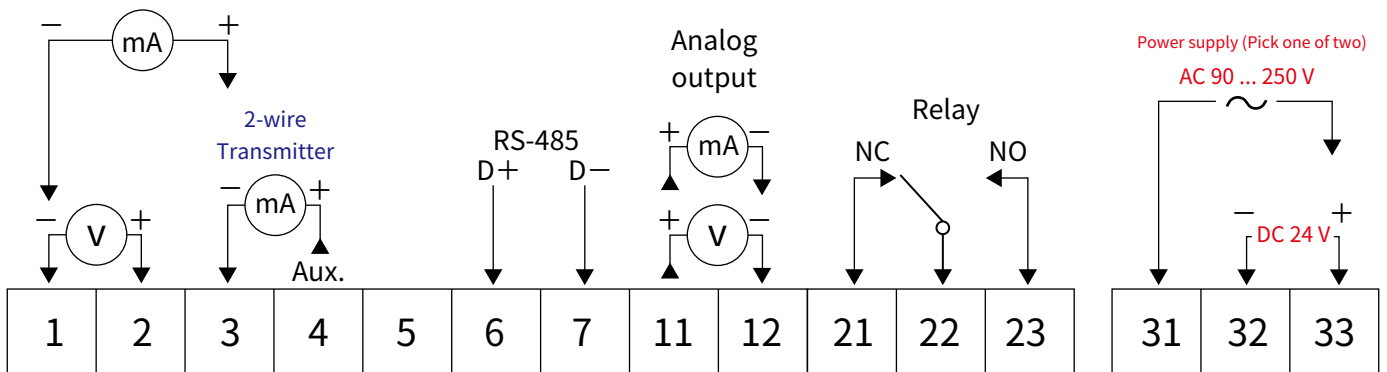 − mA +
2-wire
Transmitter
− mA +
Aux.
− V +
RS-485
D+ D−
Analog
output
+ mA −
+ V −
Relay
NC NO
Power supply (Pick one of two)
AC 90 ... 250 V
− DC 24 V +
1 2 3 4 5 6 7 11 12 21 22 23 31 32 33